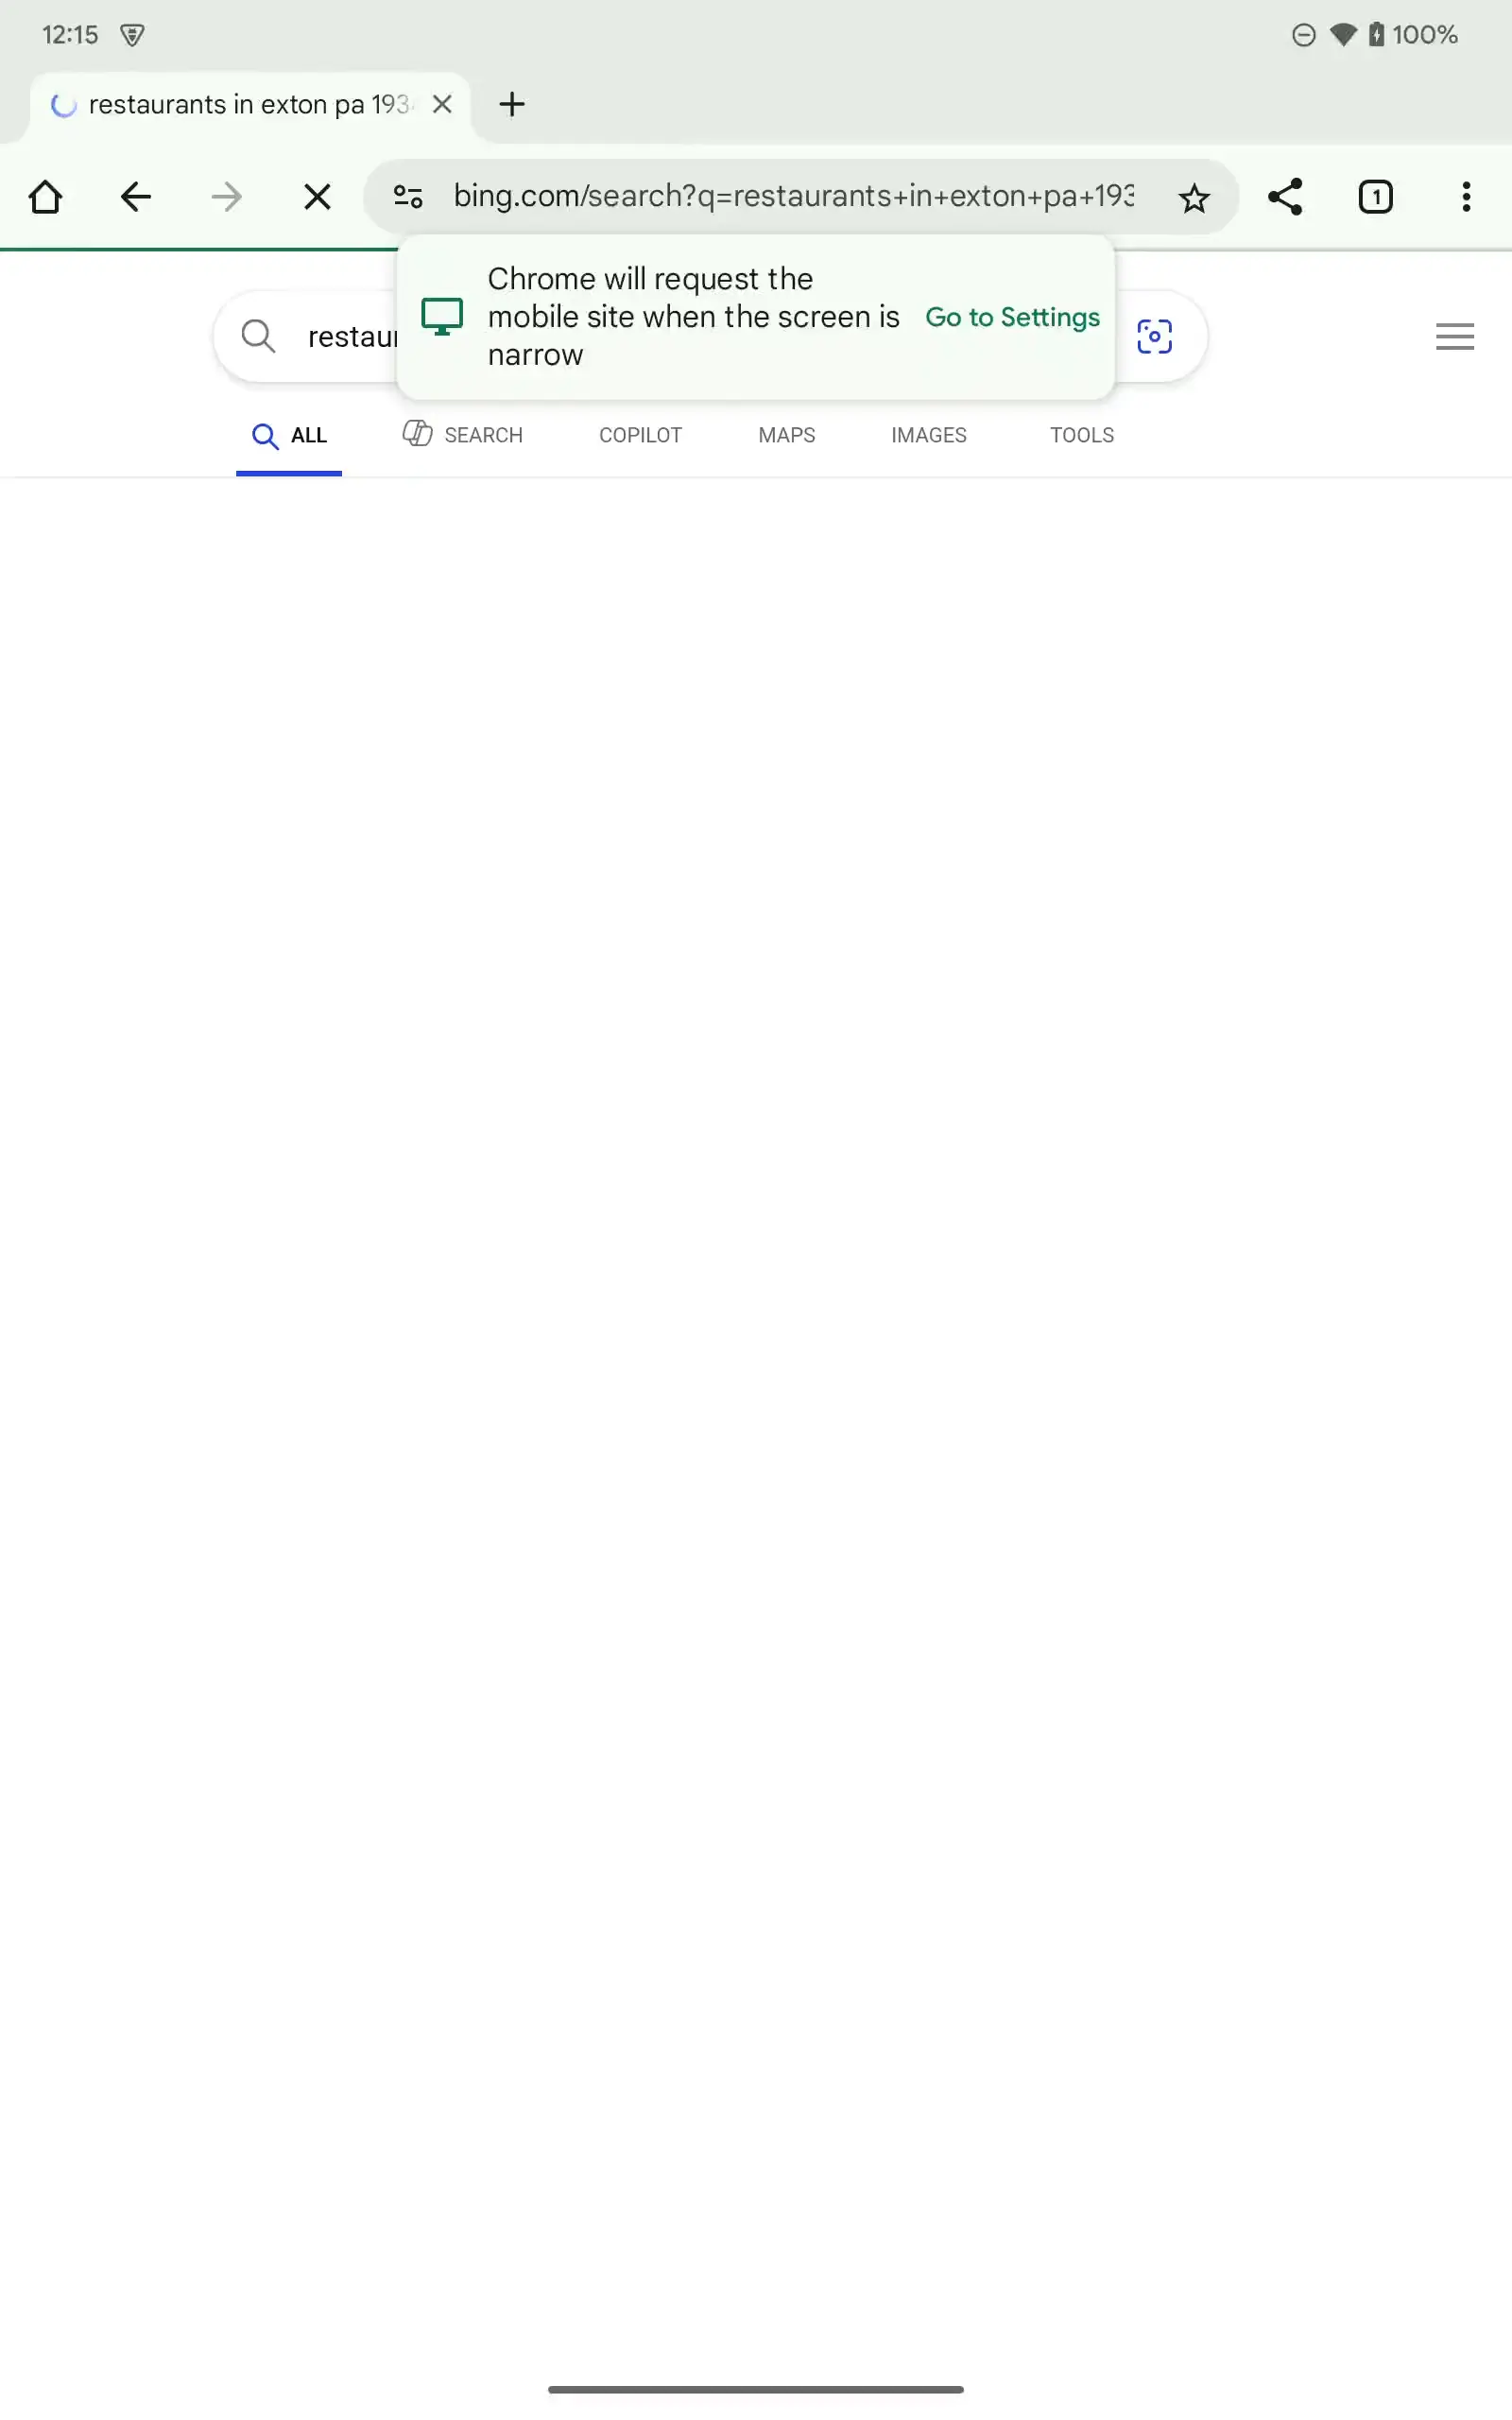 12:15
100%
restaurants in exton pa 193
bing.com/search?q=restaurants+in+exton+pa+193
1
Chrome will request the
mobile site when the screen is
narrow
Go to Settings
restaur
ALL
SEARCH
COPILOT
MAPS
IMAGES
TOOLS